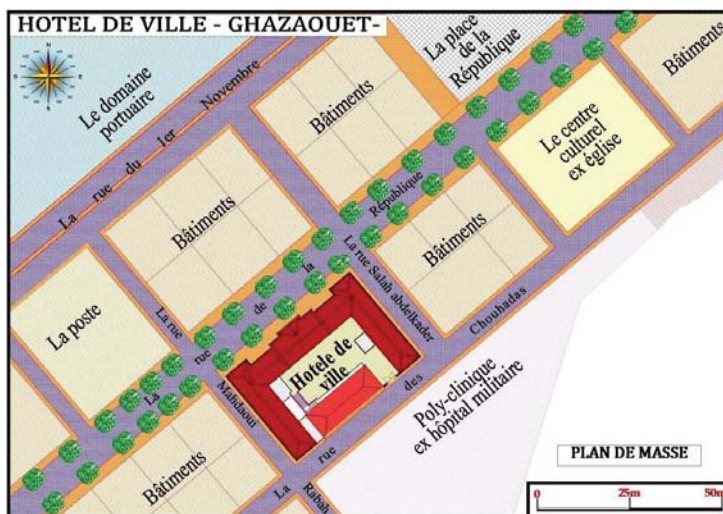 HOTEL DE VILLE - GHAZAOUET-
La place
de la
République
Le domaine
portuaire
La rue du 1er Novembre
Bâtiments
Bâtiments
Le centre
culturel
ex église
Bâtiments
La rue de la République
Bâtiments
La poste
La rue Salah abdelkader
La rue Mahdaoui Rabah
Hotele de
ville
La rue des Chouhadas
Poly-clinique
ex hôpital militaire
Bâtiments
PLAN DE MASSE
0 25m 50m